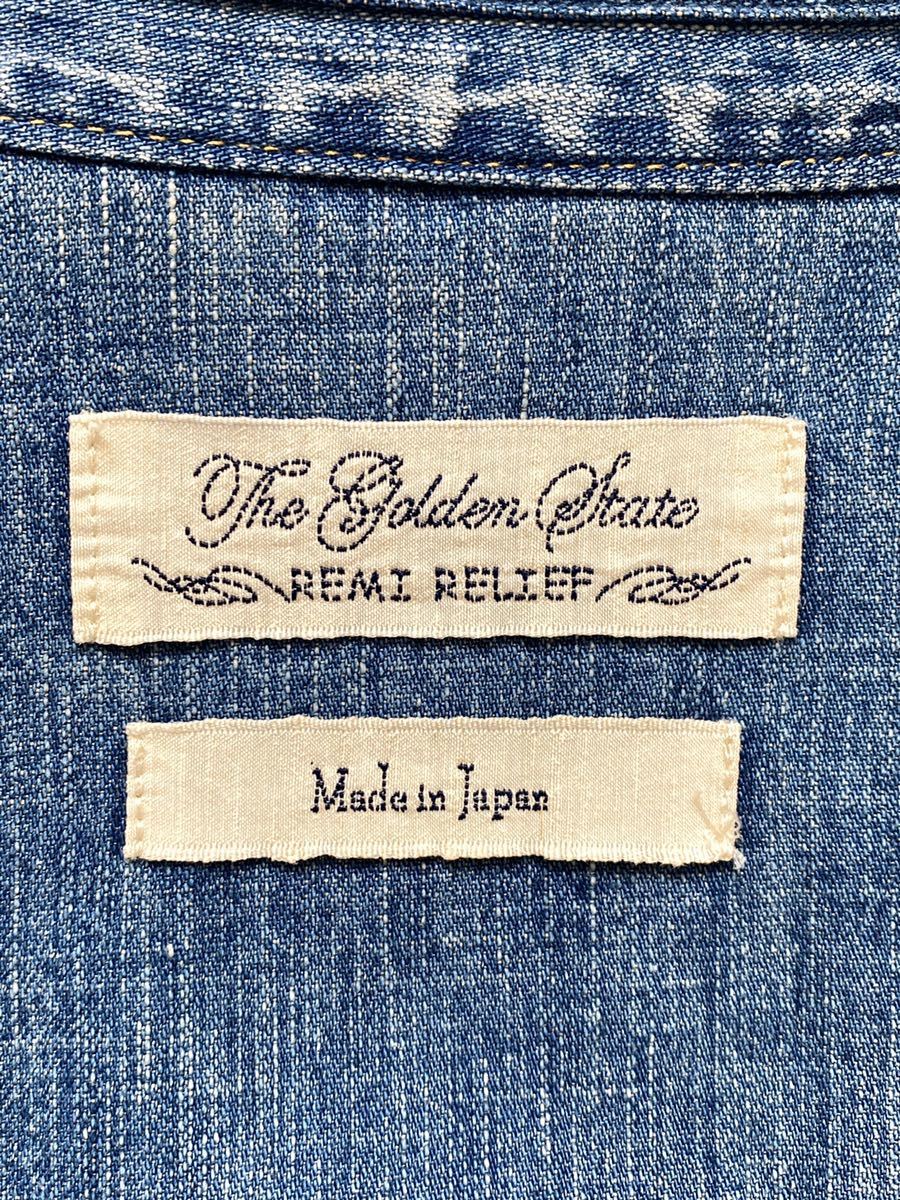 The Golden State
REMI RELIEF
Made in Japan